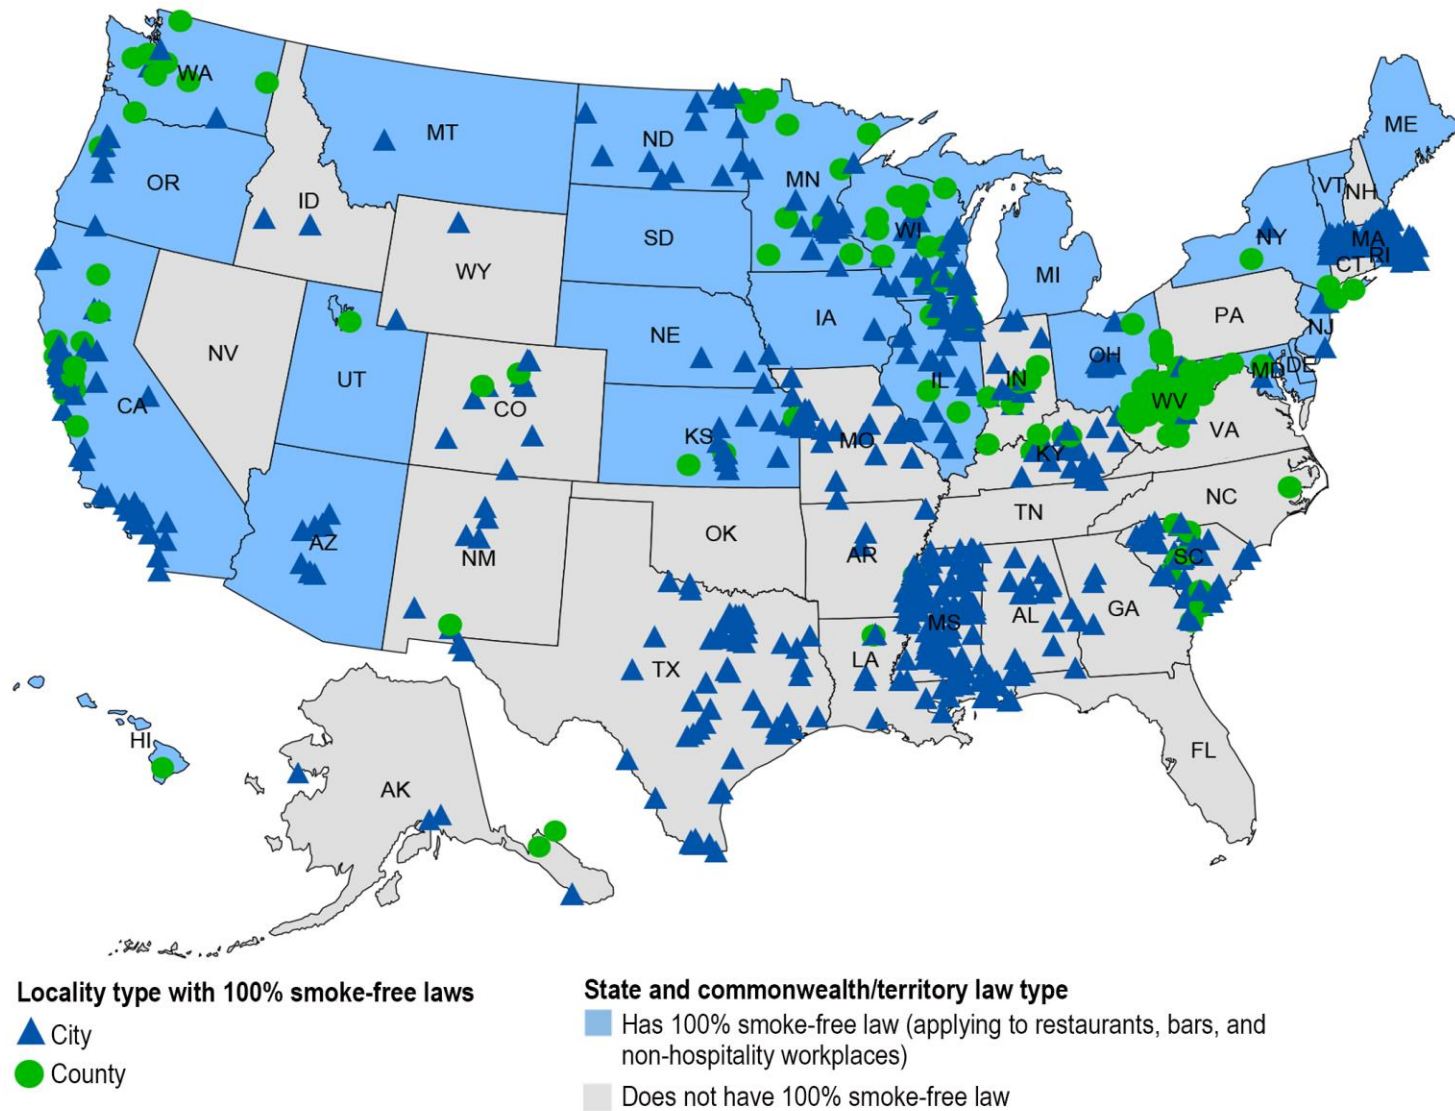 WA
MT
ND
MN
OR
ID
SD
WI
MI
NY
VT
NH
ME
MA
CT
RI
WY
IA
NE
PA
NJ
NV
UT
CO
CA
KS
MO
IL
IN
OH
MD
DE
WV
VA
KY
NC
TN
AZ
NM
OK
AR
SC
MS
AL
GA
TX
LA
FL
HI
AK
Locality type with 100% smoke-free laws
City
County
State and commonwealth/territory law type
Has 100% smoke-free law (applying to restaurants, bars, and
non-hospitality workplaces)
Does not have 100% smoke-free law